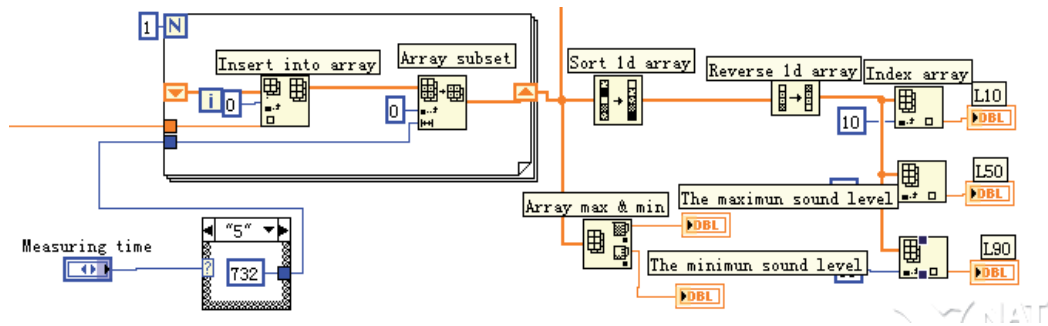 1 N
Insert into array
Array subset
i 0
0
Sort 1d array
Reverse 1d array
Index array
L10
10
DBL
L50
The maximun sound level
DBL
Array max & min
DBL
L90
The minimun sound level
DBL
DBL
Measuring time
"5"
?
732
NAT